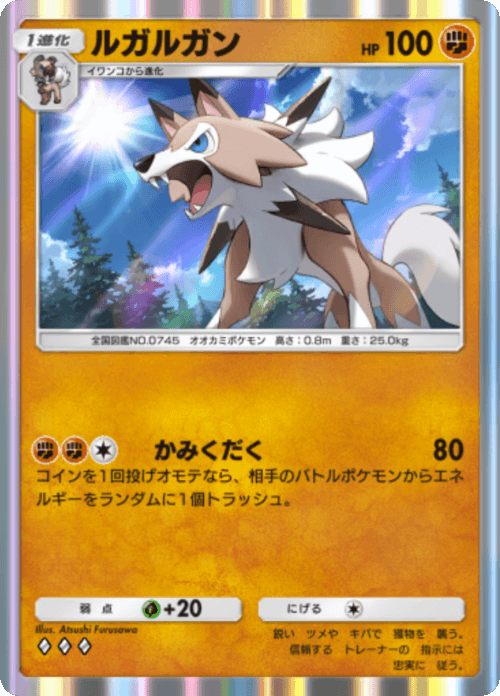 1進化 ルガルガン HP 100
イワンコから進化
全国図鑑NO.0745 オオカミポケモン 高さ:0.8m 重さ:25.0kg
かみくだく 80
コインを1回投げオモテなら、相手のバトルポケモンからエネ
ルギーをランダムに1個トラッシュ。
弱点 +20 にげる
Illus. Atsushi Furusawa
鋭い ツメや キバで 獲物を 襲う。
信頼する トレーナーの 指示には
忠実に 従う。